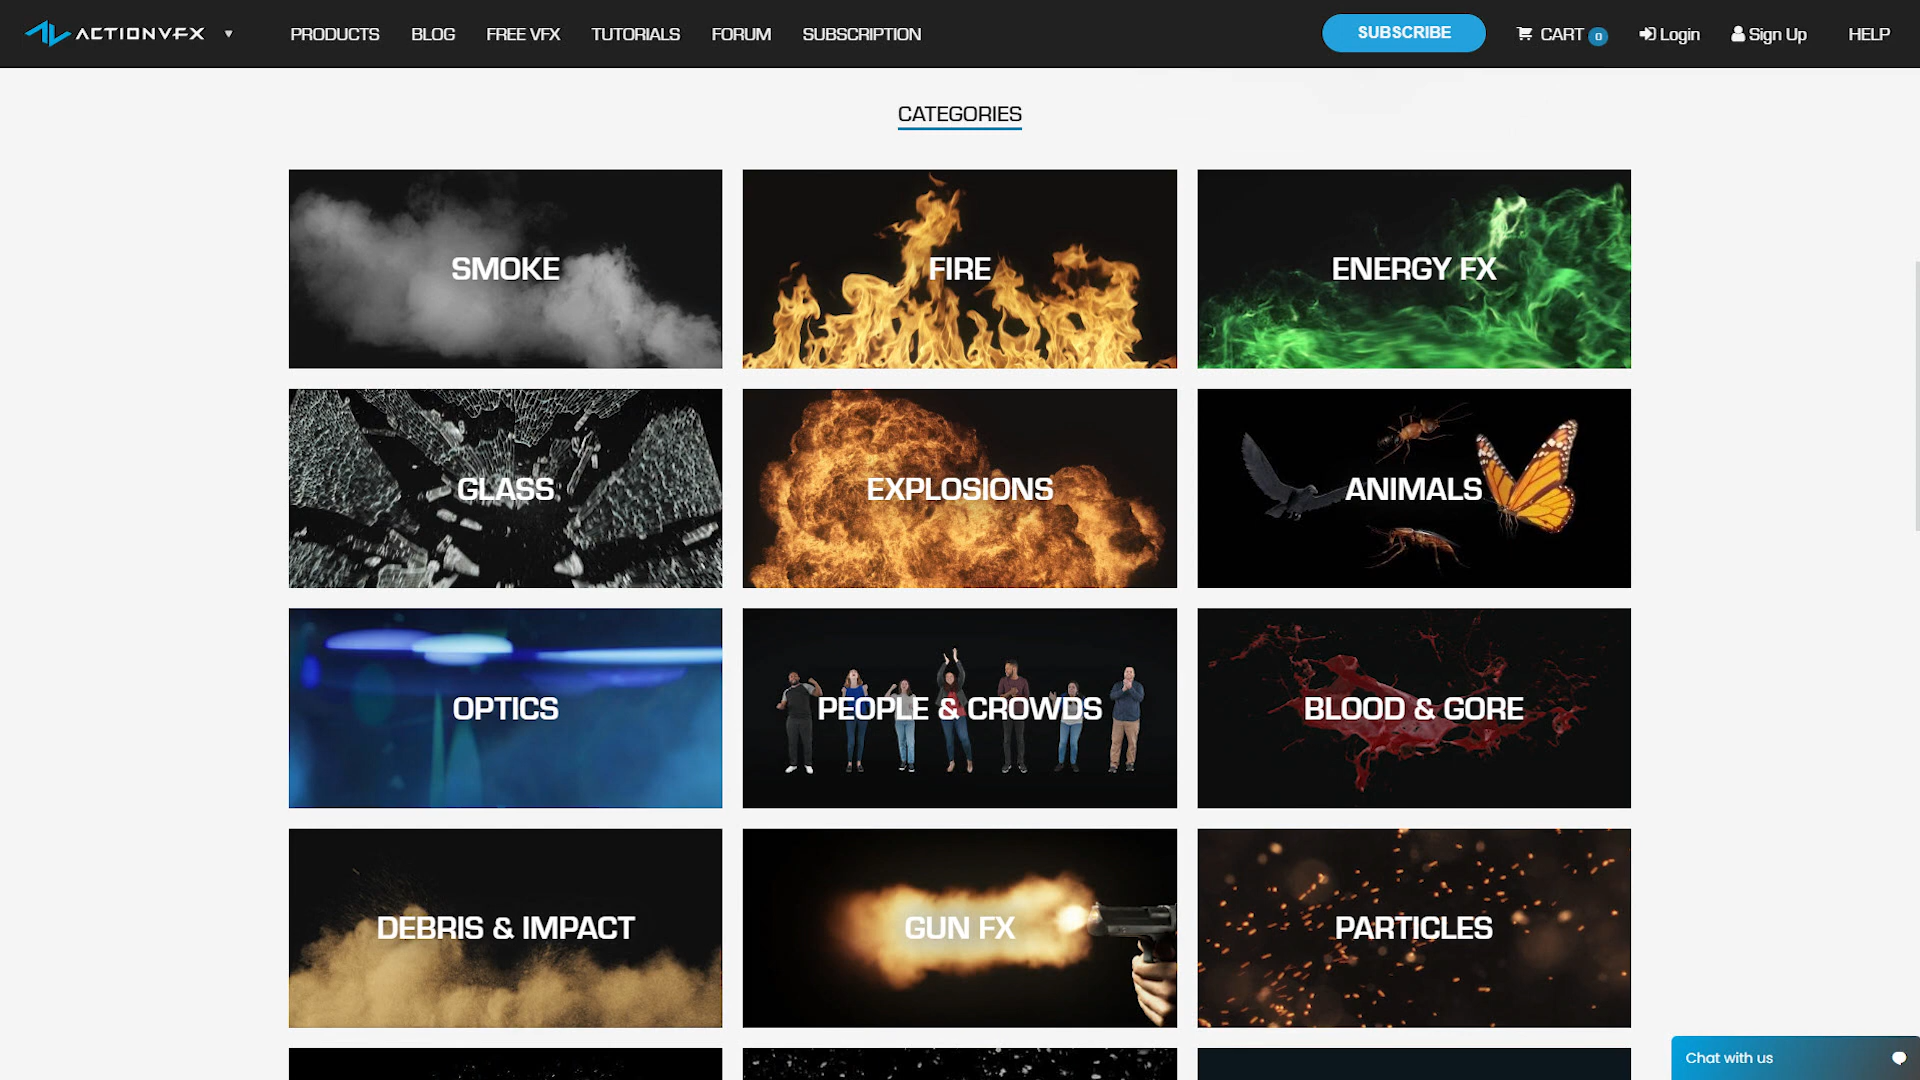 ACTIONVFX ▼ PRODUCTS BLOG FREE VFX TUTORIALS FORUM SUBSCRIPTION SUBSCRIBE CART 0 Login Sign Up HELP
CATEGORIES
SMOKE FIRE ENERGY FX
GLASS EXPLOSIONS ANIMALS
OPTICS PEOPLE & CROWDS BLOOD & GORE
DEBRIS & IMPACT GUN FX PARTICLES
Chat with us